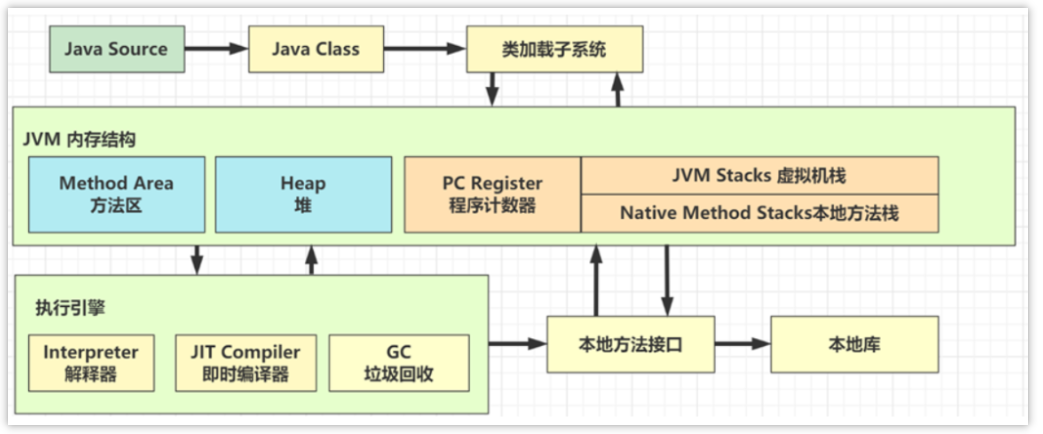 Java Source
Java Class
类加载子系统
JVM 内存结构
Method Area
方法区
Heap
堆
PC Register
程序计数器
JVM Stacks 虚拟机栈
Native Method Stacks本地方法栈
执行引擎
Interpreter
解释器
JIT Compiler
即时编译器
GC
垃圾回收
本地方法接口
本地库